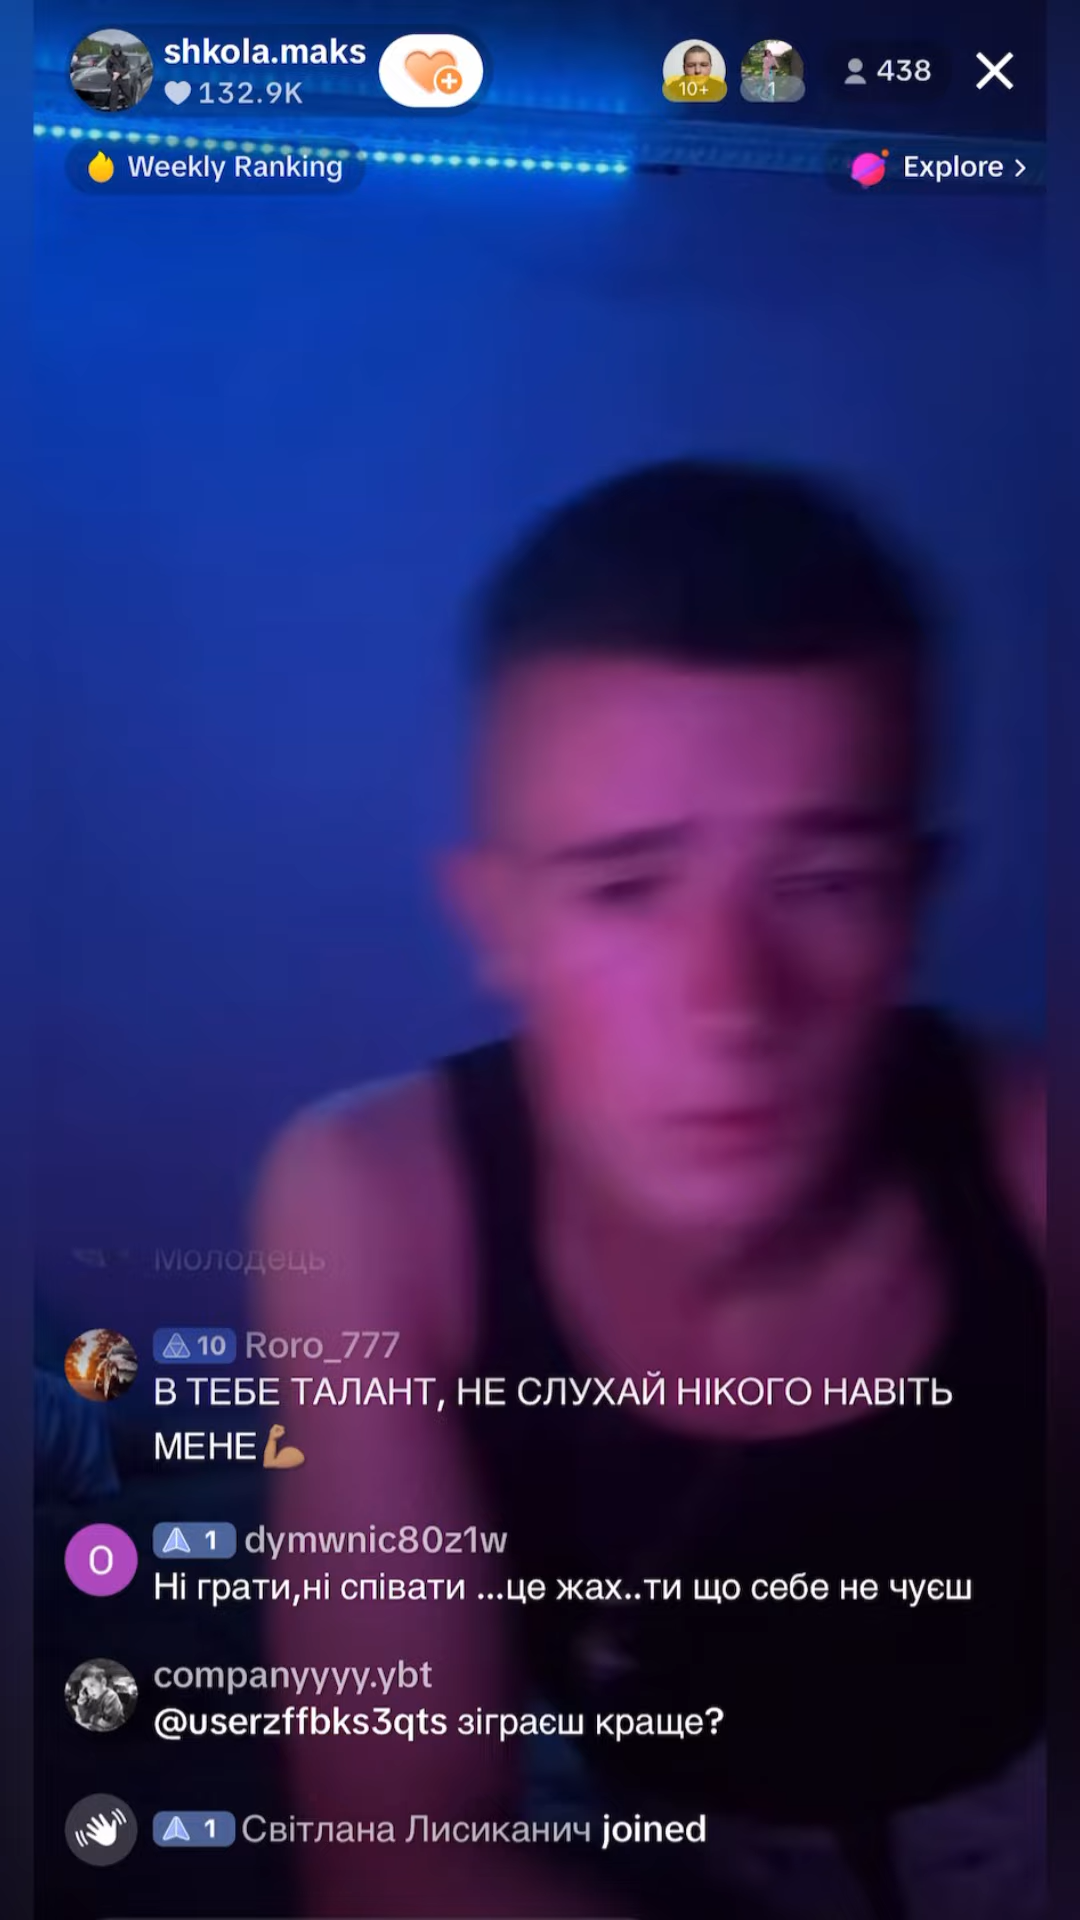 shkola.maks
132.9K
10+
1
438
Weekly Ranking
Explore >
Молодець
10 Roro_777
В ТЕБЕ ТАЛАНТ, НЕ СЛУХАЙ НІКОГО НАВІТЬ
МЕНЕ💪
O
1 dymwnic80z1w
Ні грати,ні співати ...це жах..ти що себе не чуєш
companyyyy.ybt
@userzffbks3qts зіграєш краще?
1 Світлана Лисиканич joined